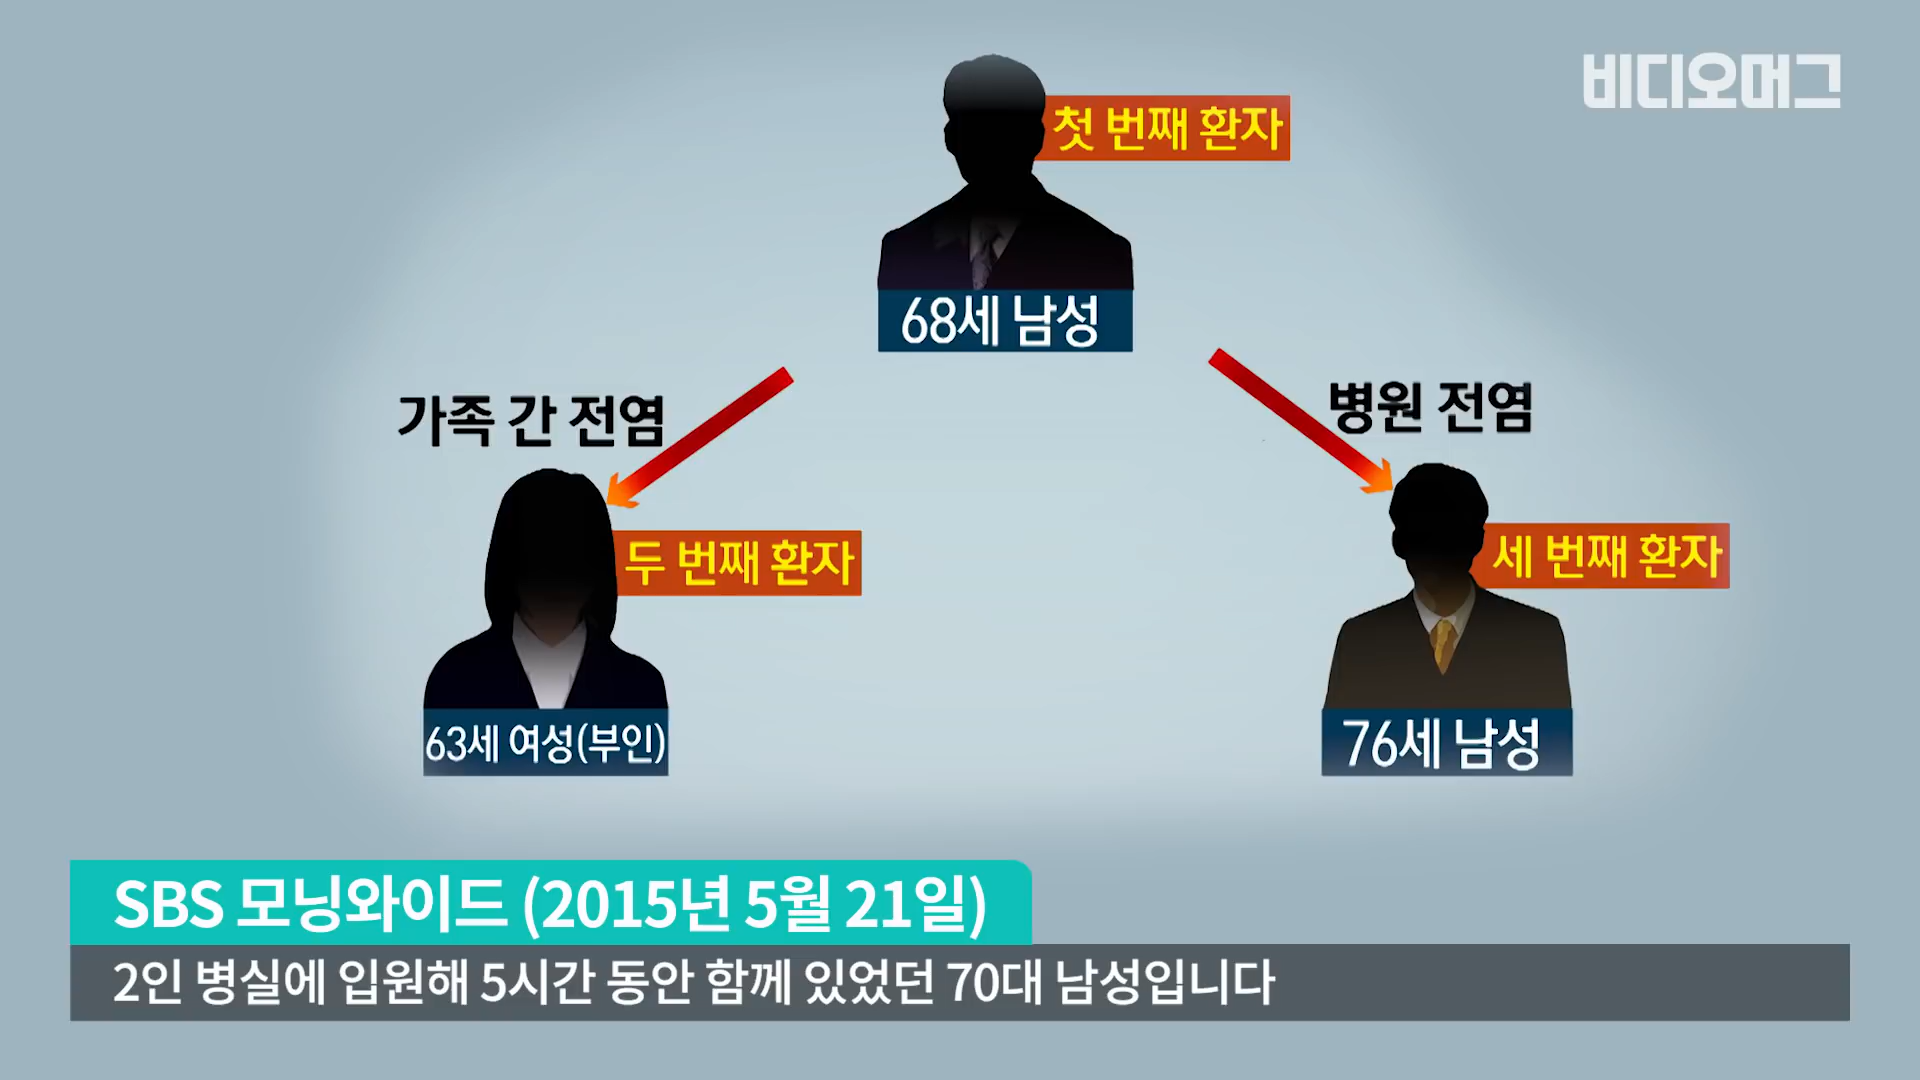 비디오머그
첫 번째 환자
68세 남성
가족 간 전염
병원 전염
두 번째 환자
세 번째 환자
63세 여성(부인)
76세 남성
SBS 모닝와이드 (2015년 5월 21일)
2인 병실에 입원해 5시간 동안 함께 있었던 70대 남성입니다